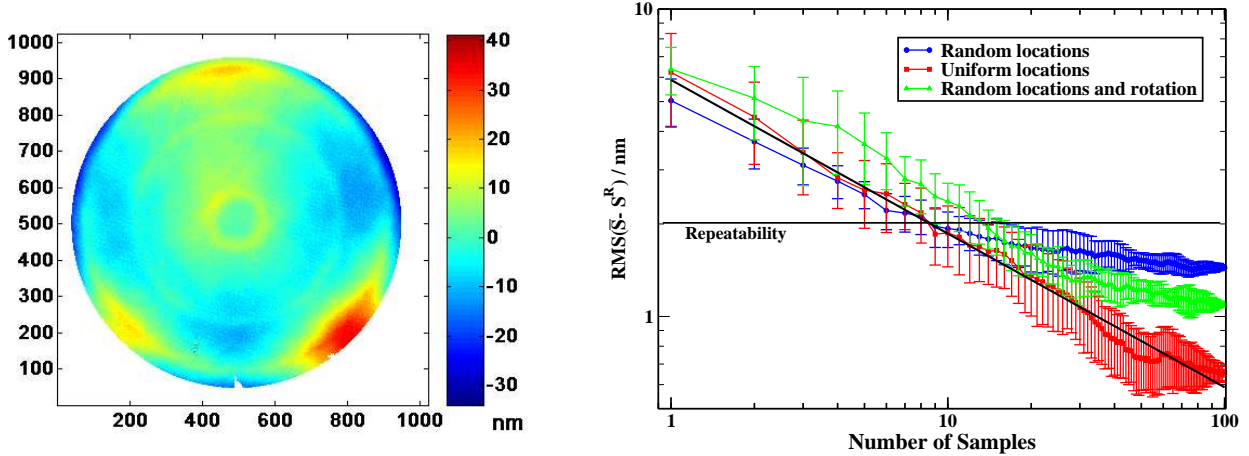 1000
900
800
700
600
500
400
300
200
100
200 400 600 800 1000
40
30
20
10
0
-10
-20
-30
nm
10
1
RMS(S̅- S^R) / nm
Random locations
Uniform locations
Random locations and rotation
Repeatability
1 10 100
Number of Samples